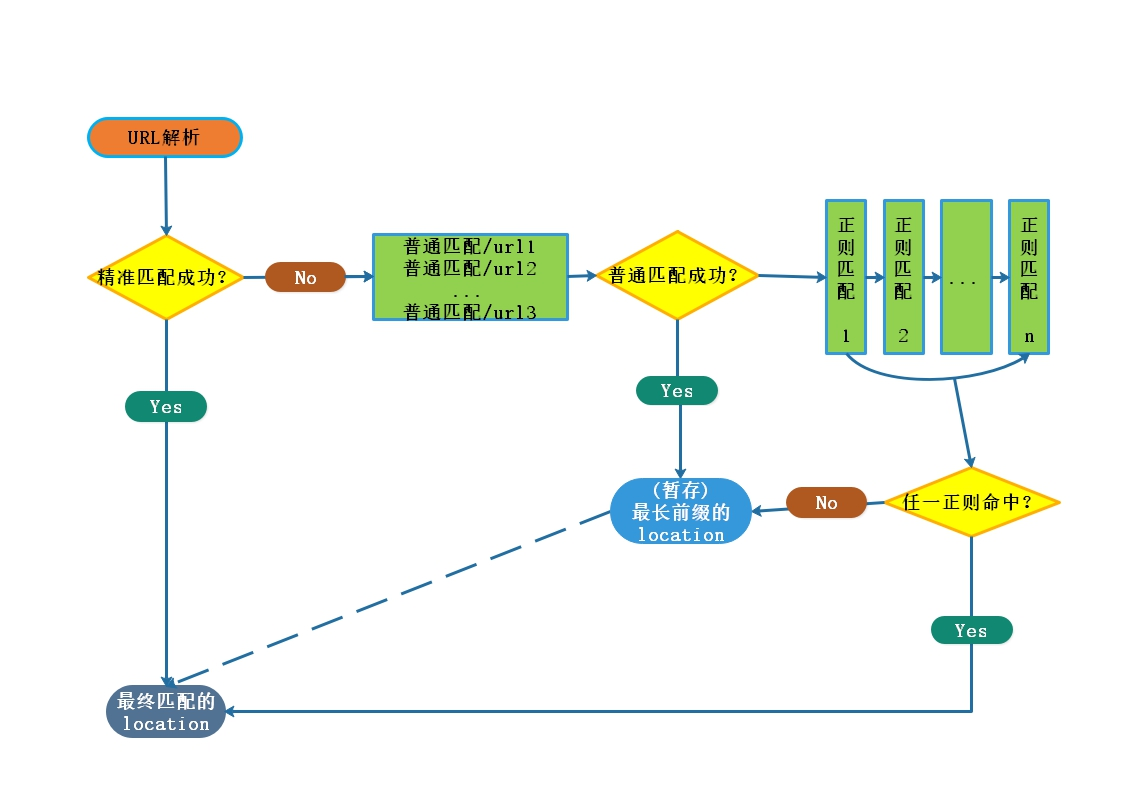 URL解析
精准匹配成功?
No
普通匹配/url1
普通匹配/url2
...
普通匹配/url3
普通匹配成功?
正
则
匹
配
1
正
则
匹
配
2
...
正
则
匹
配
n
Yes
Yes
(暂存)
最长前缀的
location
No
任一正则命中?
Yes
最终匹配的
location